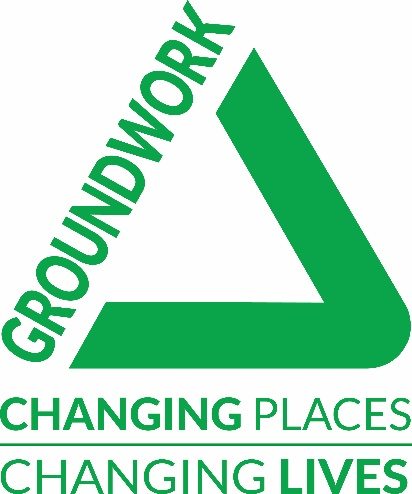 GROUNDWORK
CHANGING PLACES
CHANGING LIVES